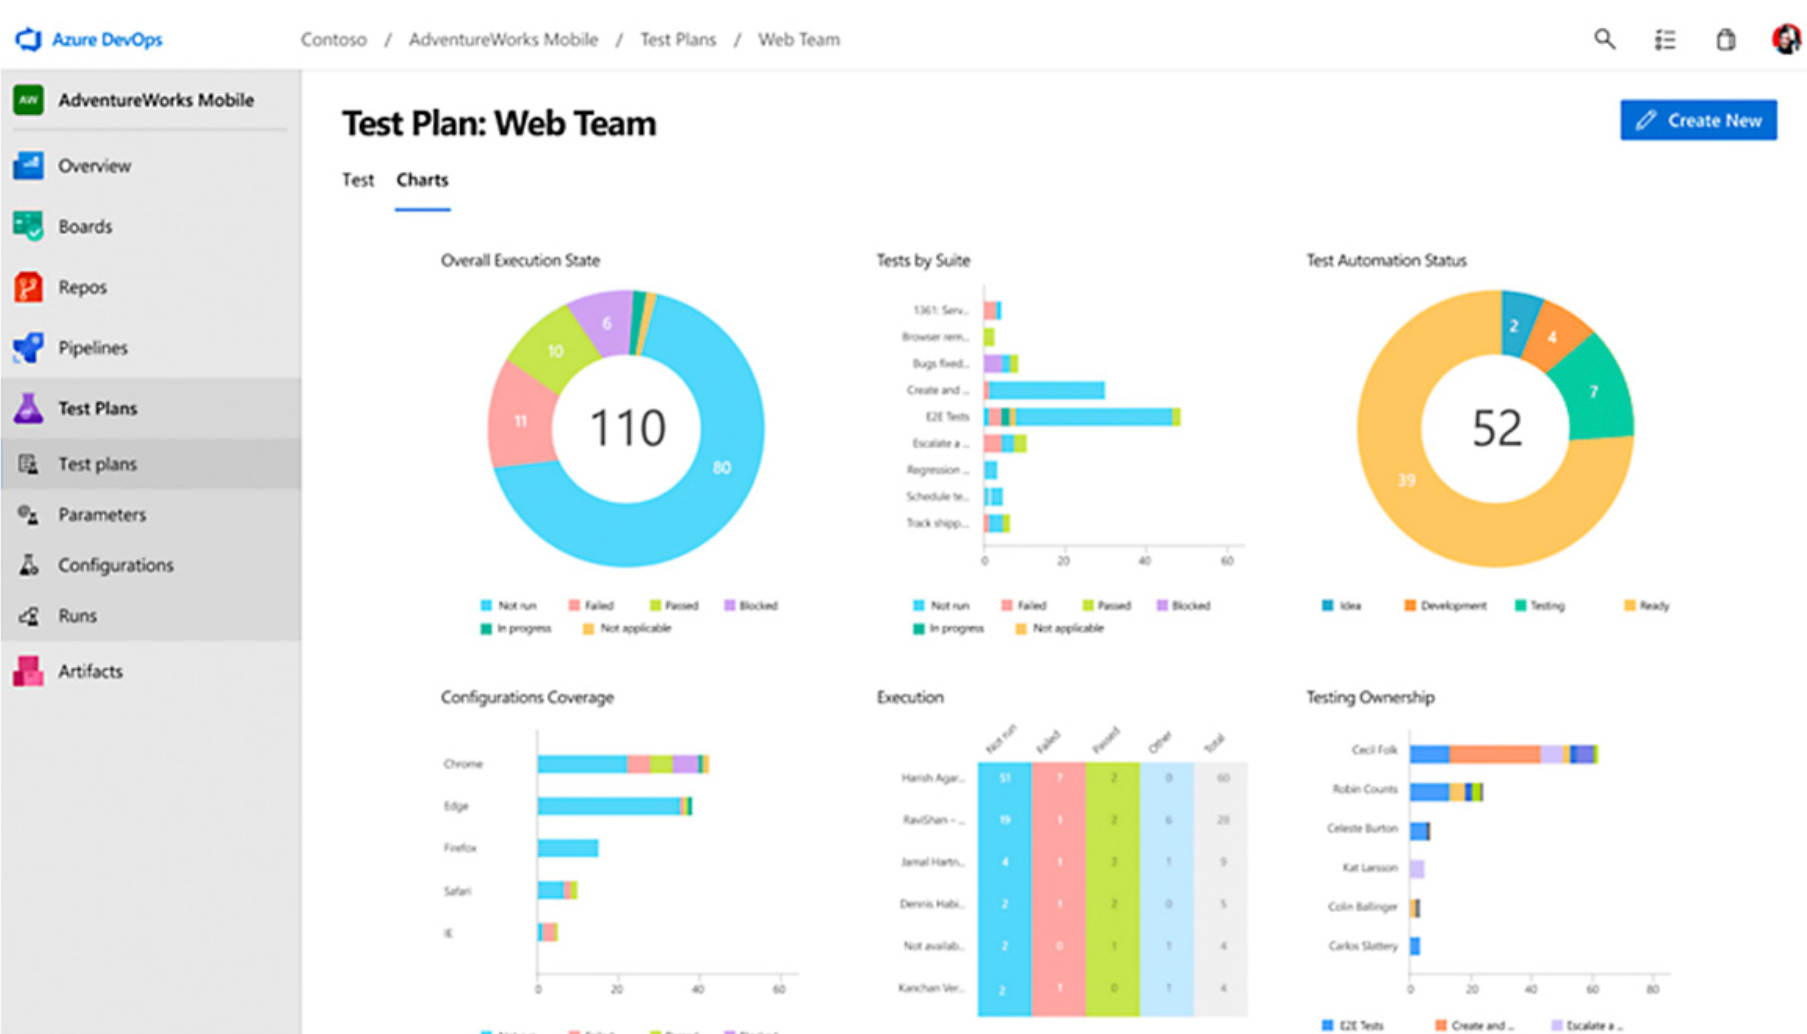 Azure DevOps
Contoso / AdventureWorks Mobile / Test Plans / Web Team
AW AdventureWorks Mobile
Overview
Boards
Repos
Pipelines
Test Plans
Test plans
Parameters
Configurations
Runs
Artifacts
Test Plan: Web Team
Create New
Test Charts
Overall Execution State
6
10
11
110
80
Not run Failed Passed Blocked
In progress Not applicable
Tests by Suite
1361: Serv...
Browser rem...
Bugs fixed...
Create and ...
E2E Tests
Escalate a ...
Regression ...
Schedule te...
Track shipp...
0 20 40 60
Not run Failed Passed Blocked
In progress Not applicable
Test Automation Status
2
4
7
52
39
Idea Development Testing Ready
Configurations Coverage
Chrome
Edge
Firefox
Safari
IE
0 20 40 60
Not run Failed Passed Blocked
Execution
Not run Failed Passed Other Total
Harish Agar... 51 7 2 0 60
RaviShan – ... 19 1 2 6 28
Jamal Hartn... 4 1 3 1 9
Dennis Habi... 2 1 2 0 5
Not availab... 2 0 1 1 4
Kanchan Ver... 2 1 0 1 4
Testing Ownership
Cecil Folk
Robin Counts
Celeste Burton
Kat Larsson
Colin Ballinger
Carlos Slattery
0 20 40 60 80
E2E Tests Create and ... Escalate a ...